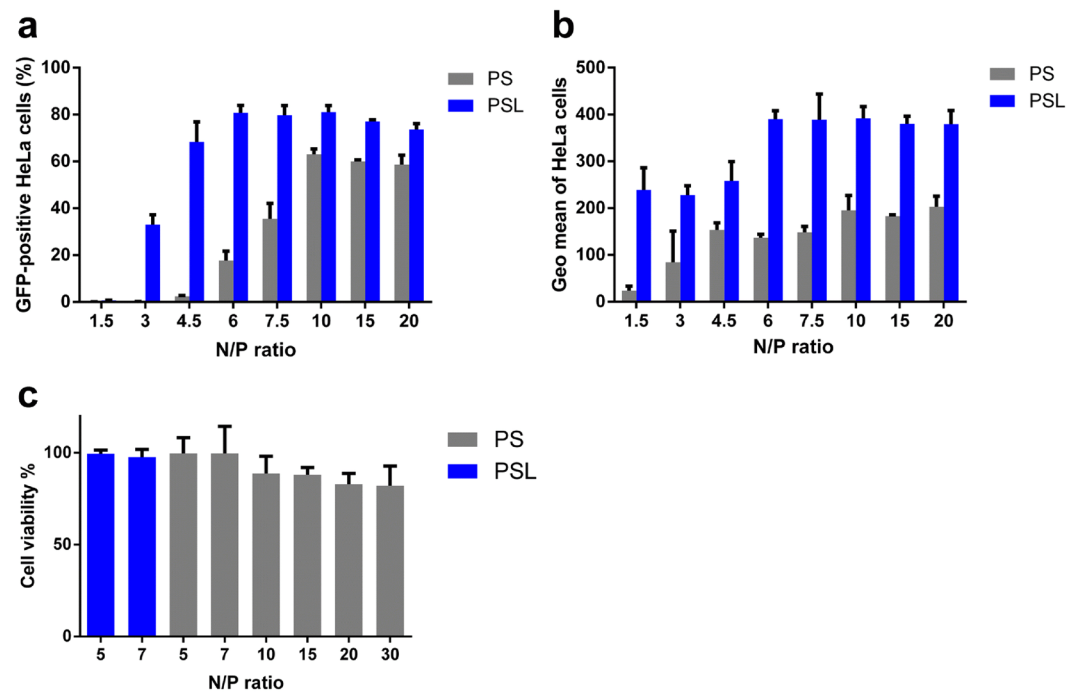 a
GFP-positive HeLa cells (%)
100
80
60
40
20
0
1.5 3 4.5 6 7.5 10 15 20
N/P ratio
PS
PSL
b
Geo mean of HeLa cells
500
400
300
200
100
0
1.5 3 4.5 6 7.5 10 15 20
N/P ratio
PS
PSL
c
Cell viability %
100
50
0
5 7 5 7 10 15 20 30
N/P ratio
PS
PSL